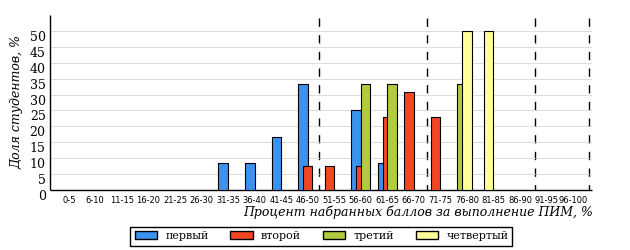 Доля студентов, %
50
45
40
35
30
25
20
15
10
5
0
0-5 6-10 11-15 16-20 21-25 26-30 31-35 36-40 41-45 46-50 51-55 56-60 61-65 66-70 71-75 76-80 81-85 86-90 91-95 96-100
Процент набранных баллов за выполнение ПИМ, %
первый второй третий четвертый